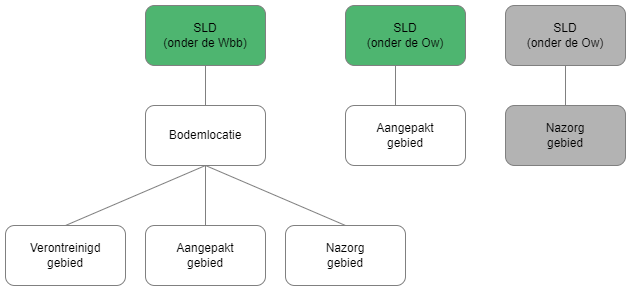 SLD
(onder de Wbb)
SLD
(onder de Ow)
SLD
(onder de Ow)
Bodemlocatie
Aangepakt
gebied
Nazorg
gebied
Verontreinigd
gebied
Aangepakt
gebied
Nazorg
gebied